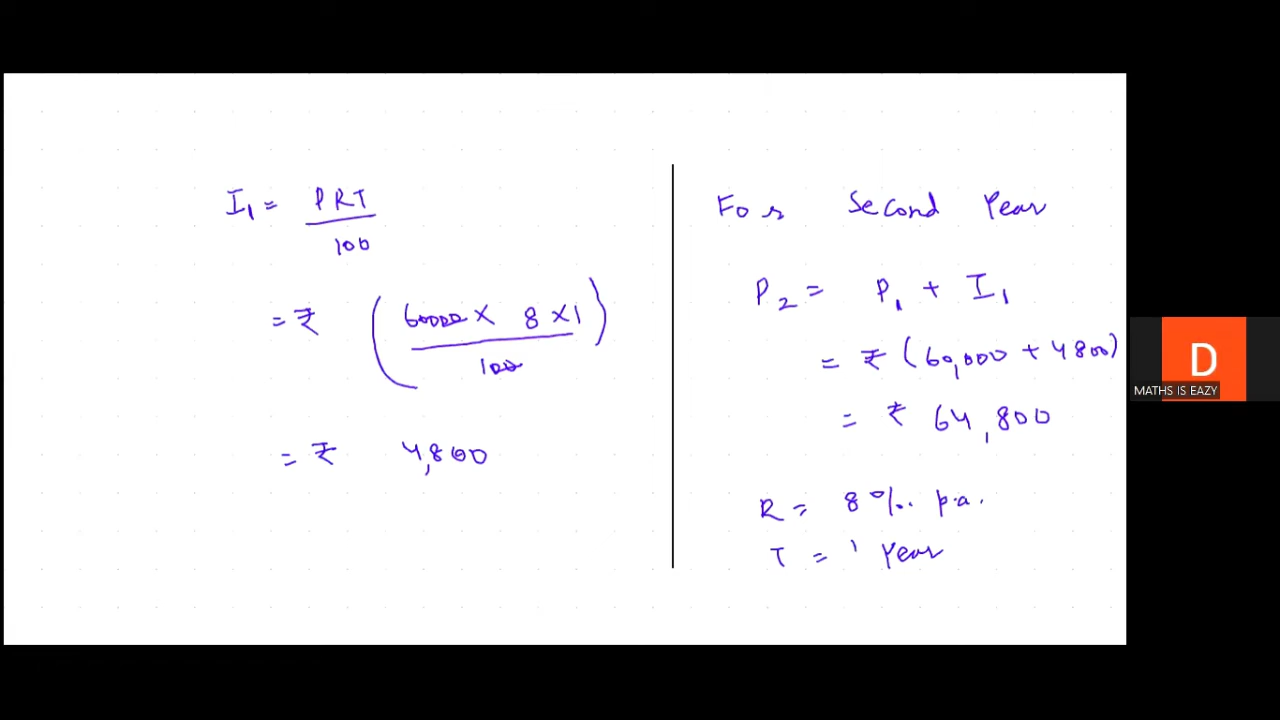 I₁ = PRT
100
= ₹ (60000 × 8 × 1)
100
= ₹ 4,800
For Second Year
P₂ = P₁ + I₁
= ₹ (60,000 + 4800)
= ₹ 64,800
R = 8% p.a.
T = 1 Year
D
MATHS IS EAZY